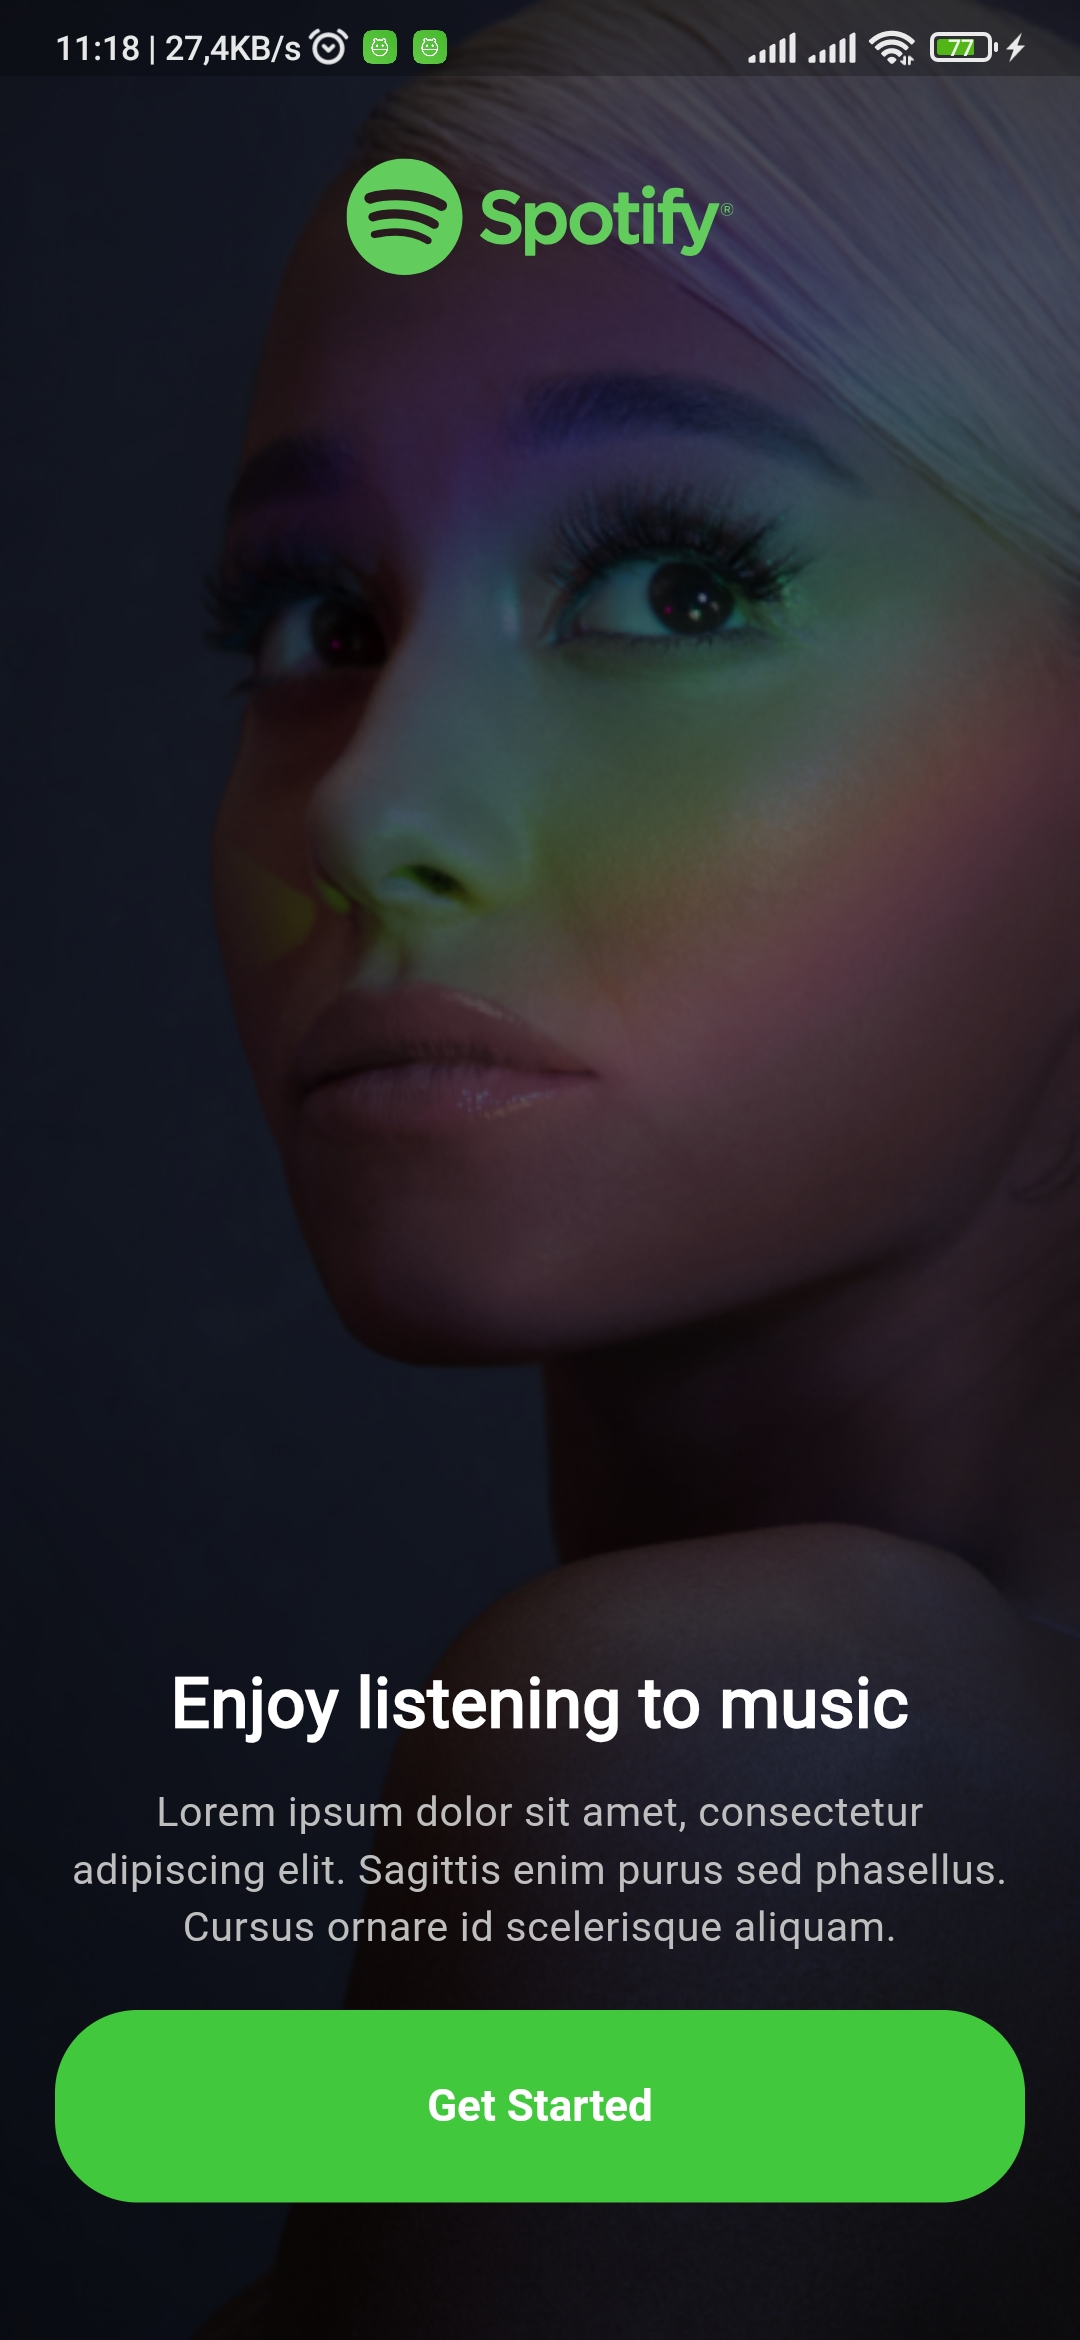 11:18 | 27,4KB/s
77
Spotify®
Enjoy listening to music
Lorem ipsum dolor sit amet, consectetur
adipiscing elit. Sagittis enim purus sed phasellus.
Cursus ornare id scelerisque aliquam.
Get Started